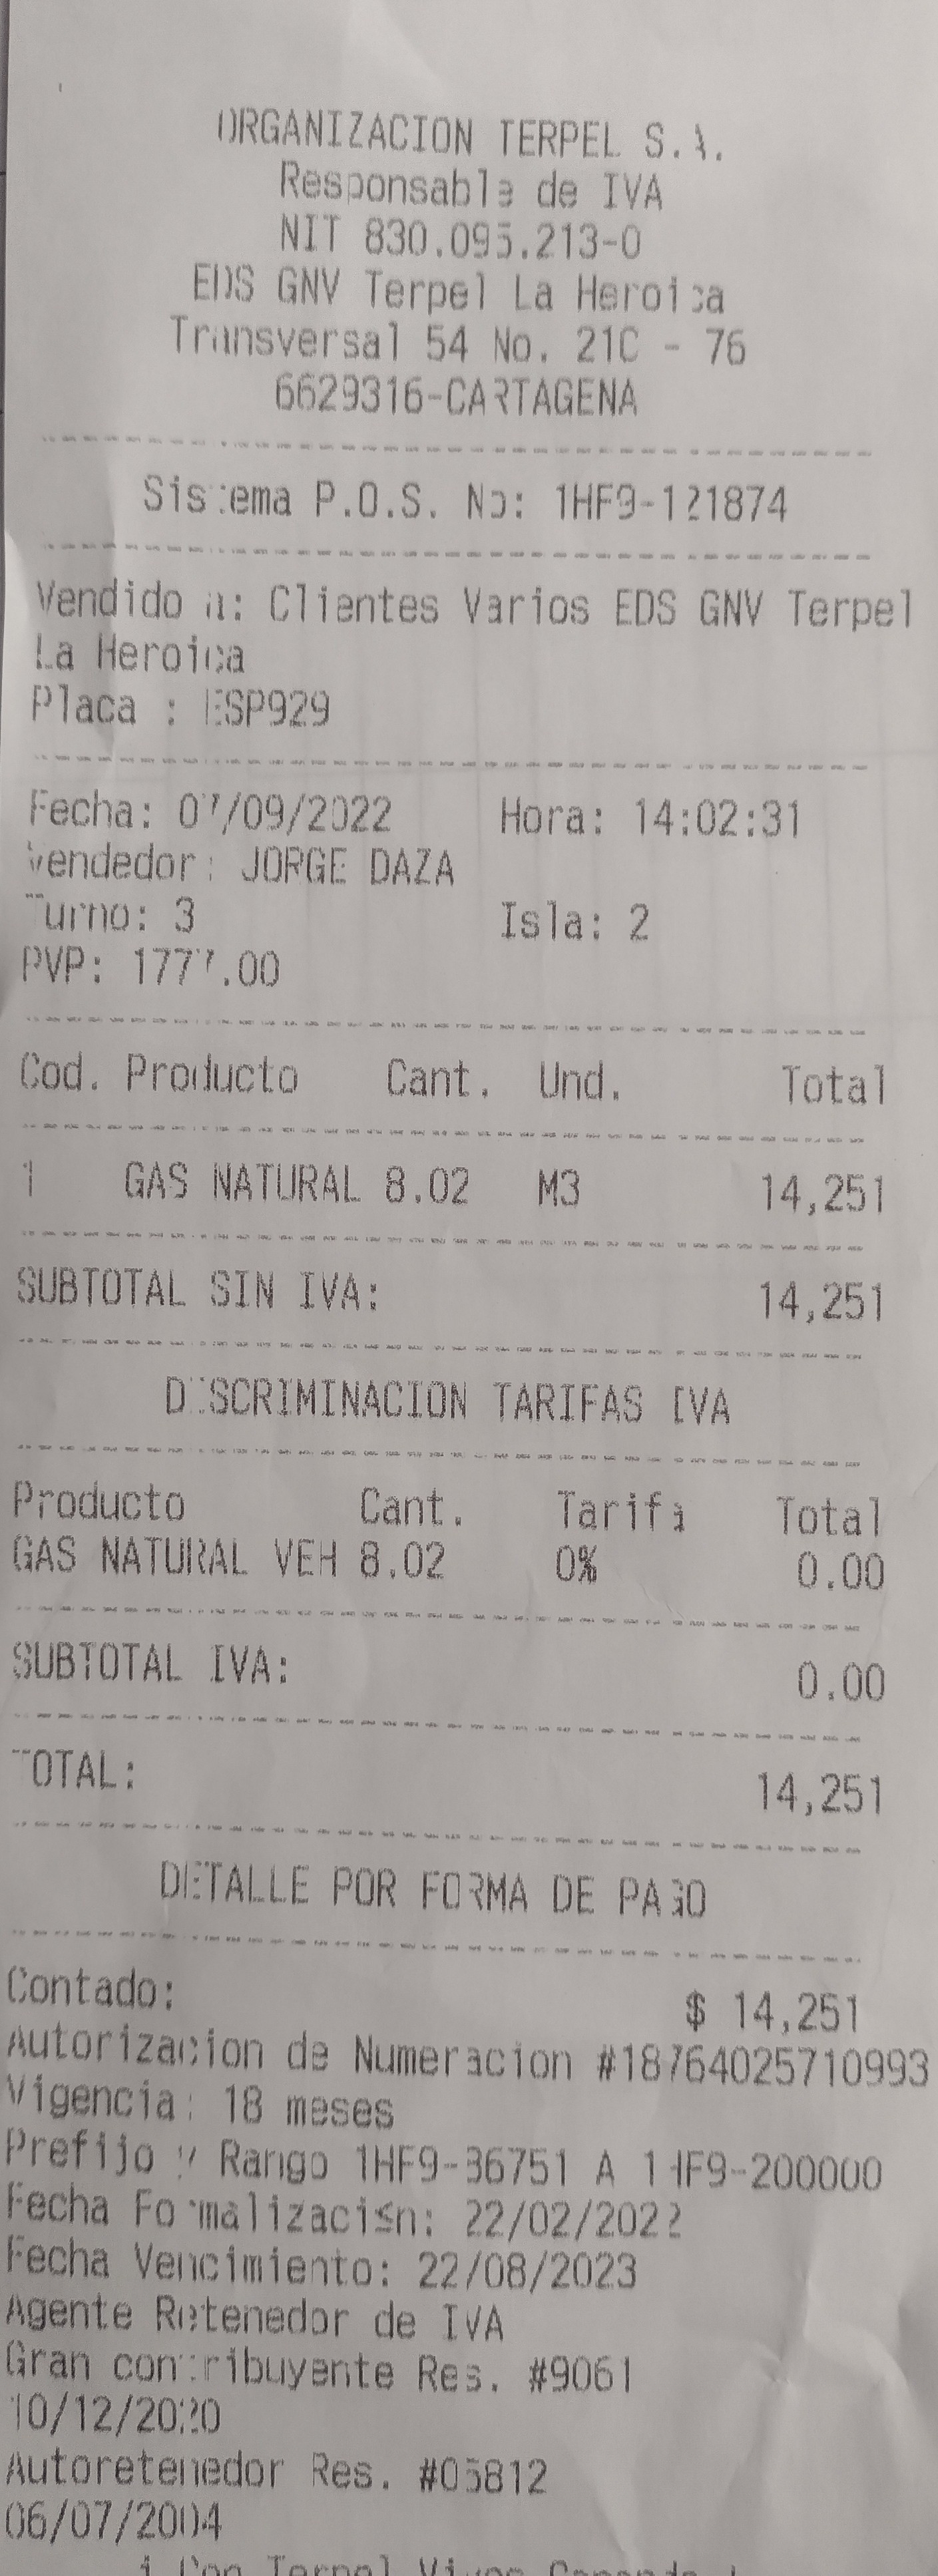 ORGANIZACION TERPEL S.A.
Responsable de IVA
NIT 830.095.213-0
EDS GNV Terpel La Heroica
Transversal 54 No. 21C - 76
6629316-CARTAGENA
Sistema P.O.S. No: 1HF9-121874
Vendido a: Clientes Varios EDS GNV Terpel
La Heroica
Placa : ESP929
Fecha: 07/09/2022 Hora: 14:02:31
Vendedor: JORGE DAZA
Turno: 3 Isla: 2
PVP: 1777.00
Cod. Producto Cant. Und. Total
1 GAS NATURAL 8.02 M3 14,251
SUBTOTAL SIN IVA: 14,251
DISCRIMINACION TARIFAS IVA
Producto Cant. Tarifa Total
GAS NATURAL VEH 8.02 0% 0.00
SUBTOTAL IVA: 0.00
TOTAL: 14,251
DETALLE POR FORMA DE PAGO
Contado: $ 14,251
Autorizacion de Numeracion #18764025710993
Vigencia: 18 meses
Prefijo y Rango 1HF9-86751 A 1HF9-200000
Fecha Formalizaci≤n: 22/02/2022
Fecha Vencimiento: 22/08/2023
Agente Retenedor de IVA
Gran contribuyente Res. #9061
10/12/2020
Autoretenedor Res. #05812
06/07/2004
¡ Con Terpel Vives Ganando !